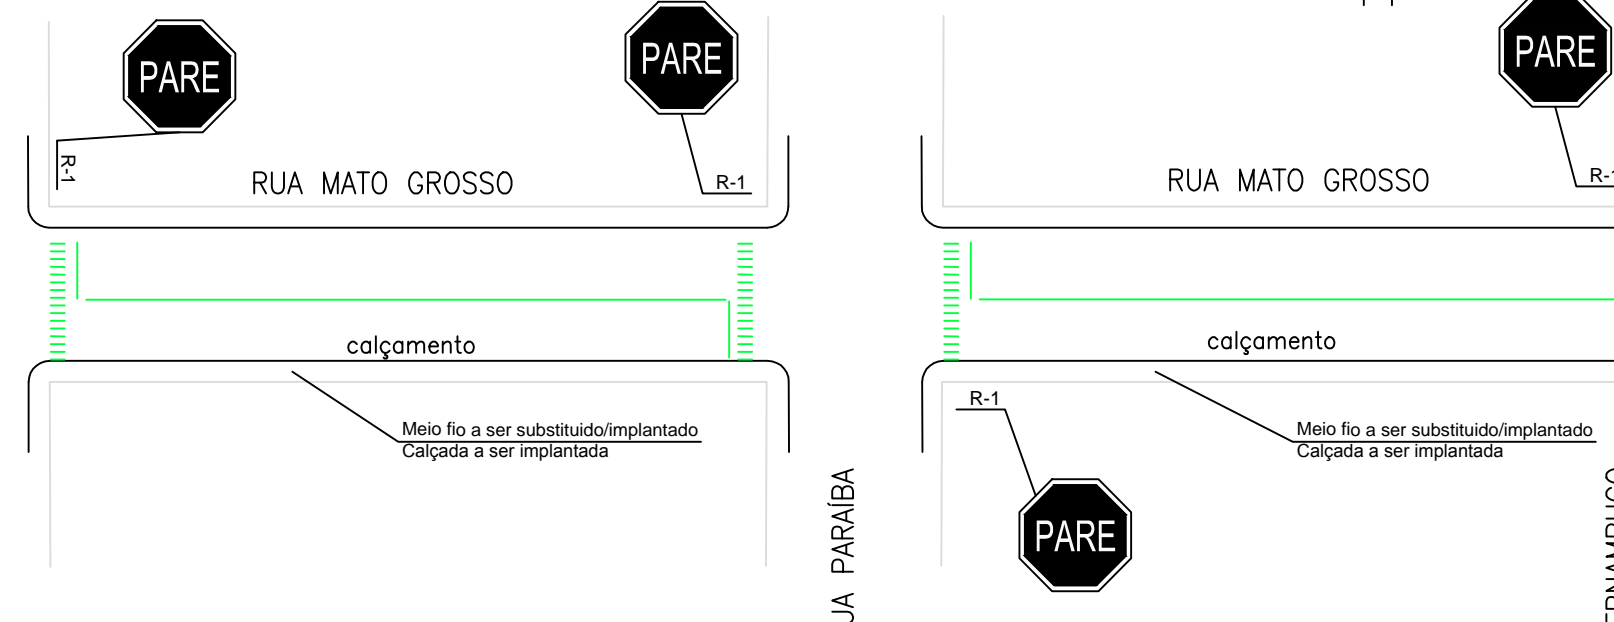 PARE
PARE
PARE
R-1
R-1
RUA MATO GROSSO
RUA MATO GROSSO
calçamento
calçamento
R-1
Meio fio a ser substituido/implantado
Calçada a ser implantada
Meio fio a ser substituido/implantado
Calçada a ser implantada
PARE
PARAÍBA